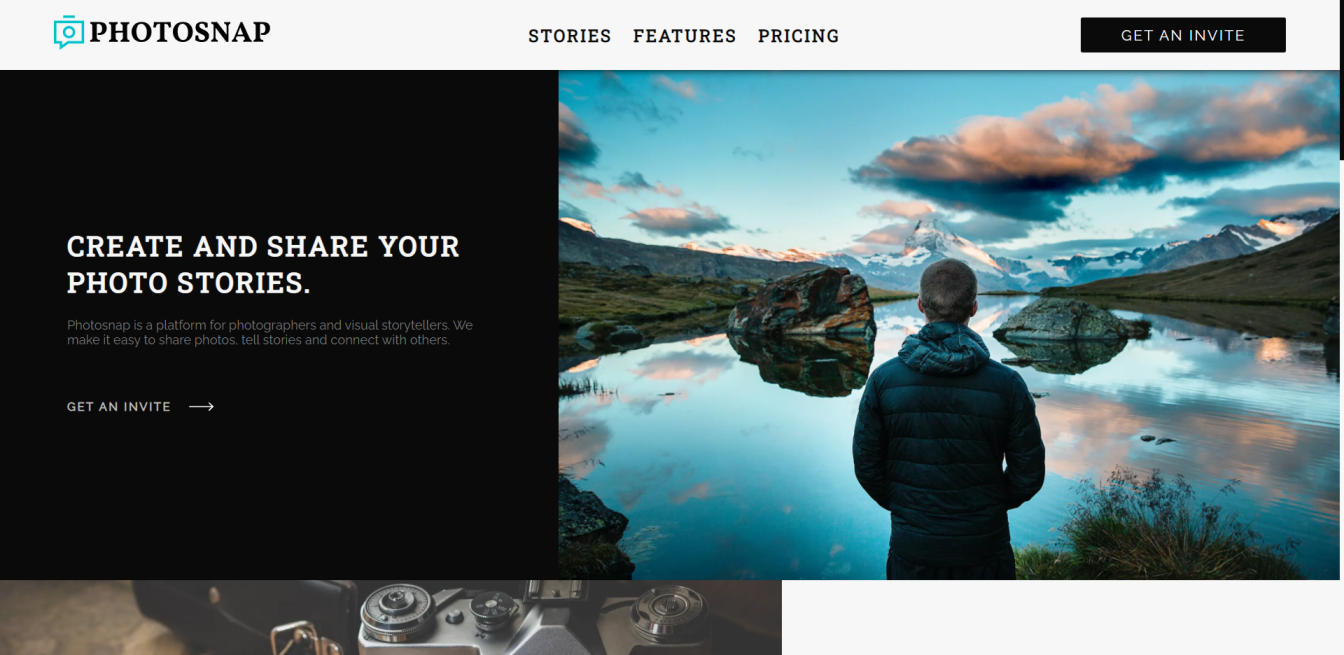 PHOTOSNAP
STORIES FEATURES PRICING
GET AN INVITE
CREATE AND SHARE YOUR
PHOTO STORIES.
Photosnap is a platform for photographers and visual storytellers. We
make it easy to share photos, tell stories and connect with others.
GET AN INVITE